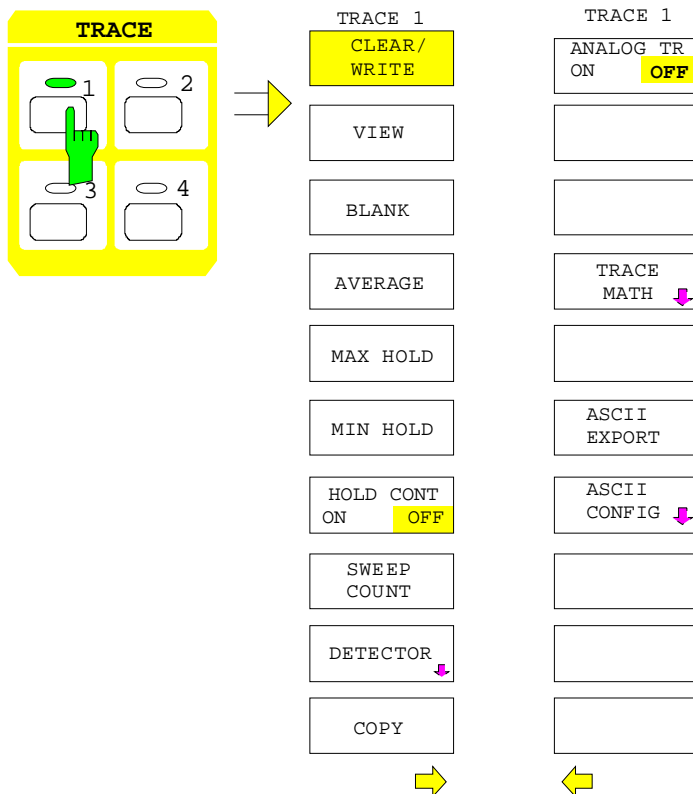 TRACE
1
2
3
4
TRACE 1
CLEAR/
WRITE
VIEW
BLANK
AVERAGE
MAX HOLD
MIN HOLD
HOLD CONT
ON OFF
SWEEP
COUNT
DETECTOR
COPY
TRACE 1
ANALOG TR
ON OFF
TRACE
MATH
ASCII
EXPORT
ASCII
CONFIG